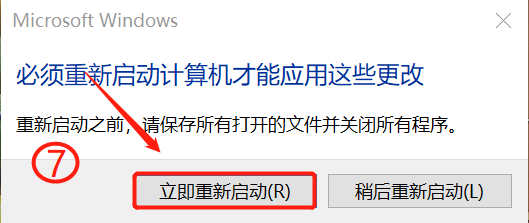 Microsoft Windows
必须重新启动计算机才能应用这些更改
重新启动之前，请保存所有打开的文件并关闭所有程序。
⑦
立即重新启动(R)
稍后重新启动(L)